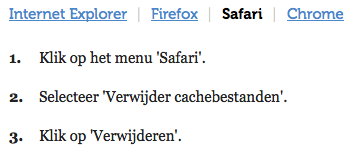 Internet Explorer | Firefox | Safari | Chrome
1. Klik op het menu 'Safari'.
2. Selecteer 'Verwijder cachebestanden'.
3. Klik op 'Verwijderen'.